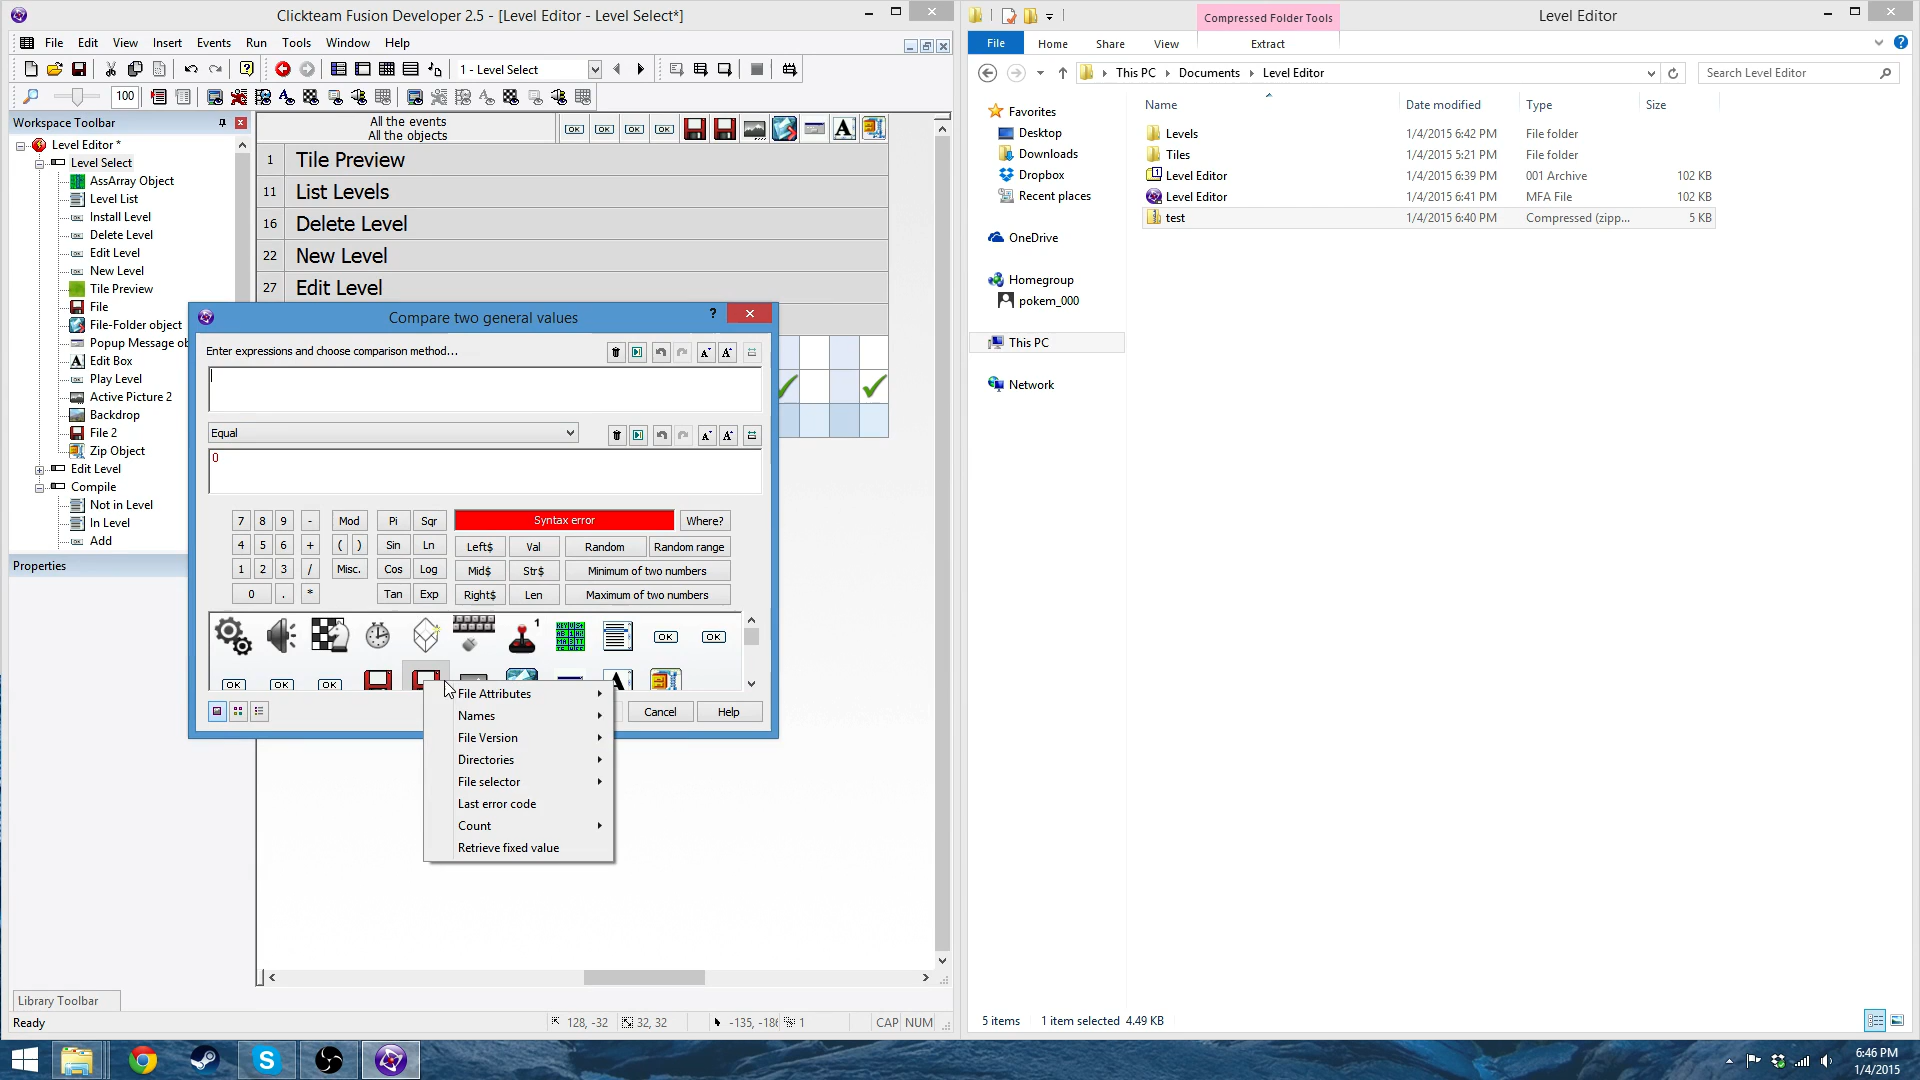 Clickteam Fusion Developer 2.5 - [Level Editor - Level Select*]
File Edit View Insert Events Run Tools Window Help
1 - Level Select
100
Workspace Toolbar
Level Editor *
Level Select
AssArray Object
Level List
Install Level
Delete Level
Edit Level
New Level
Tile Preview
File
File-Folder object
Popup Message ob
Edit Box
Play Level
Active Picture 2
Backdrop
File 2
Zip Object
Edit Level
Compile
Not in Level
In Level
Add
Properties
Library Toolbar
Ready
128, -32
32, 32
-135, -186
1
CAP NUM
All the events
All the objects
OK OK OK OK
1 Tile Preview
11 List Levels
16 Delete Level
22 New Level
27 Edit Level
Compare two general values
?
Enter expressions and choose comparison method...
Equal
0
Syntax error
Where?
7 8 9 - Mod Pi Sqr
4 5 6 + ( ) Sin Ln Left$ Val Random Random range
1 2 3 / Misc. Cos Log Mid$ Str$ Minimum of two numbers
0 . * Tan Exp Right$ Len Maximum of two numbers
OK OK
OK OK OK
Cancel Help
File Attributes
Names
File Version
Directories
File selector
Last error code
Count
Retrieve fixed value
Compressed Folder Tools
Level Editor
File Home Share View Extract
This PC Documents Level Editor
Search Level Editor
Favorites
Desktop
Downloads
Dropbox
Recent places
OneDrive
Homegroup
pokem_000
This PC
Network
Name Date modified Type Size
Levels 1/4/2015 6:42 PM File folder
Tiles 1/4/2015 5:21 PM File folder
Level Editor 1/4/2015 6:39 PM 001 Archive 102 KB
Level Editor 1/4/2015 6:41 PM MFA File 102 KB
test 1/4/2015 6:40 PM Compressed (zipp... 5 KB
5 items 1 item selected 4.49 KB
6:46 PM
1/4/2015